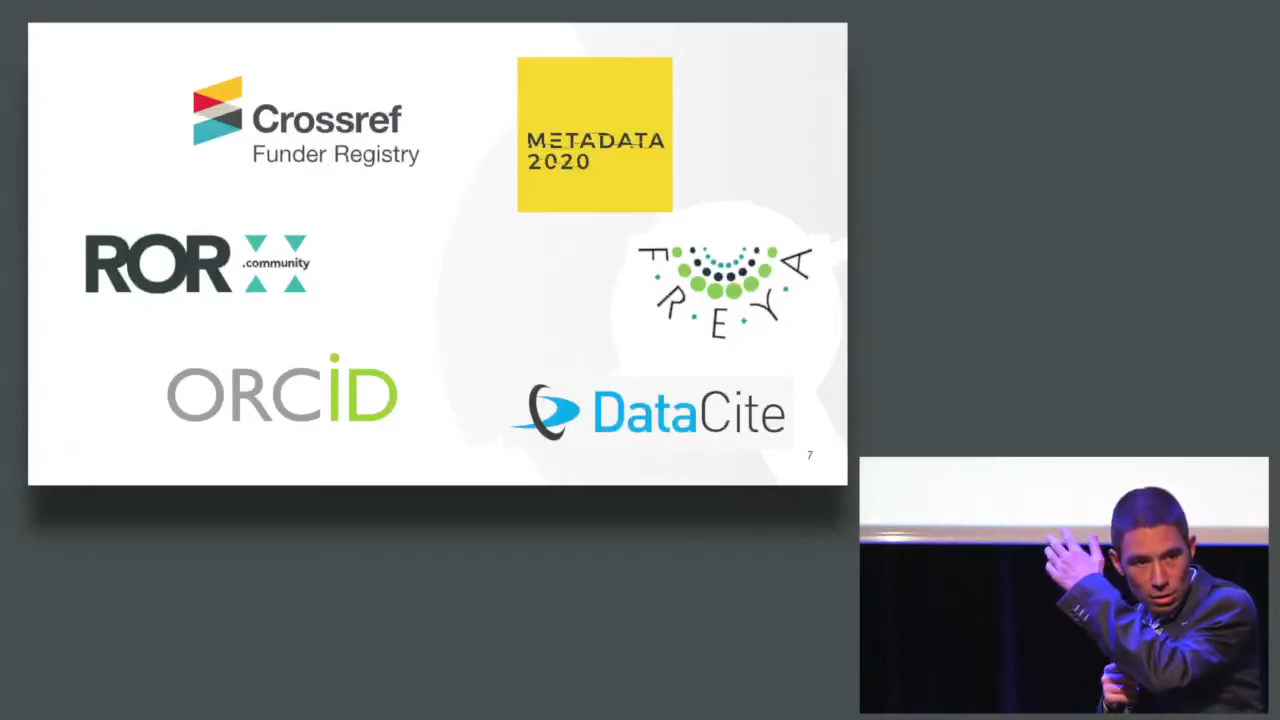 Crossref
Funder Registry
METADATA
2020
ROR
.community
FREYA
ORCiD
DataCite
7